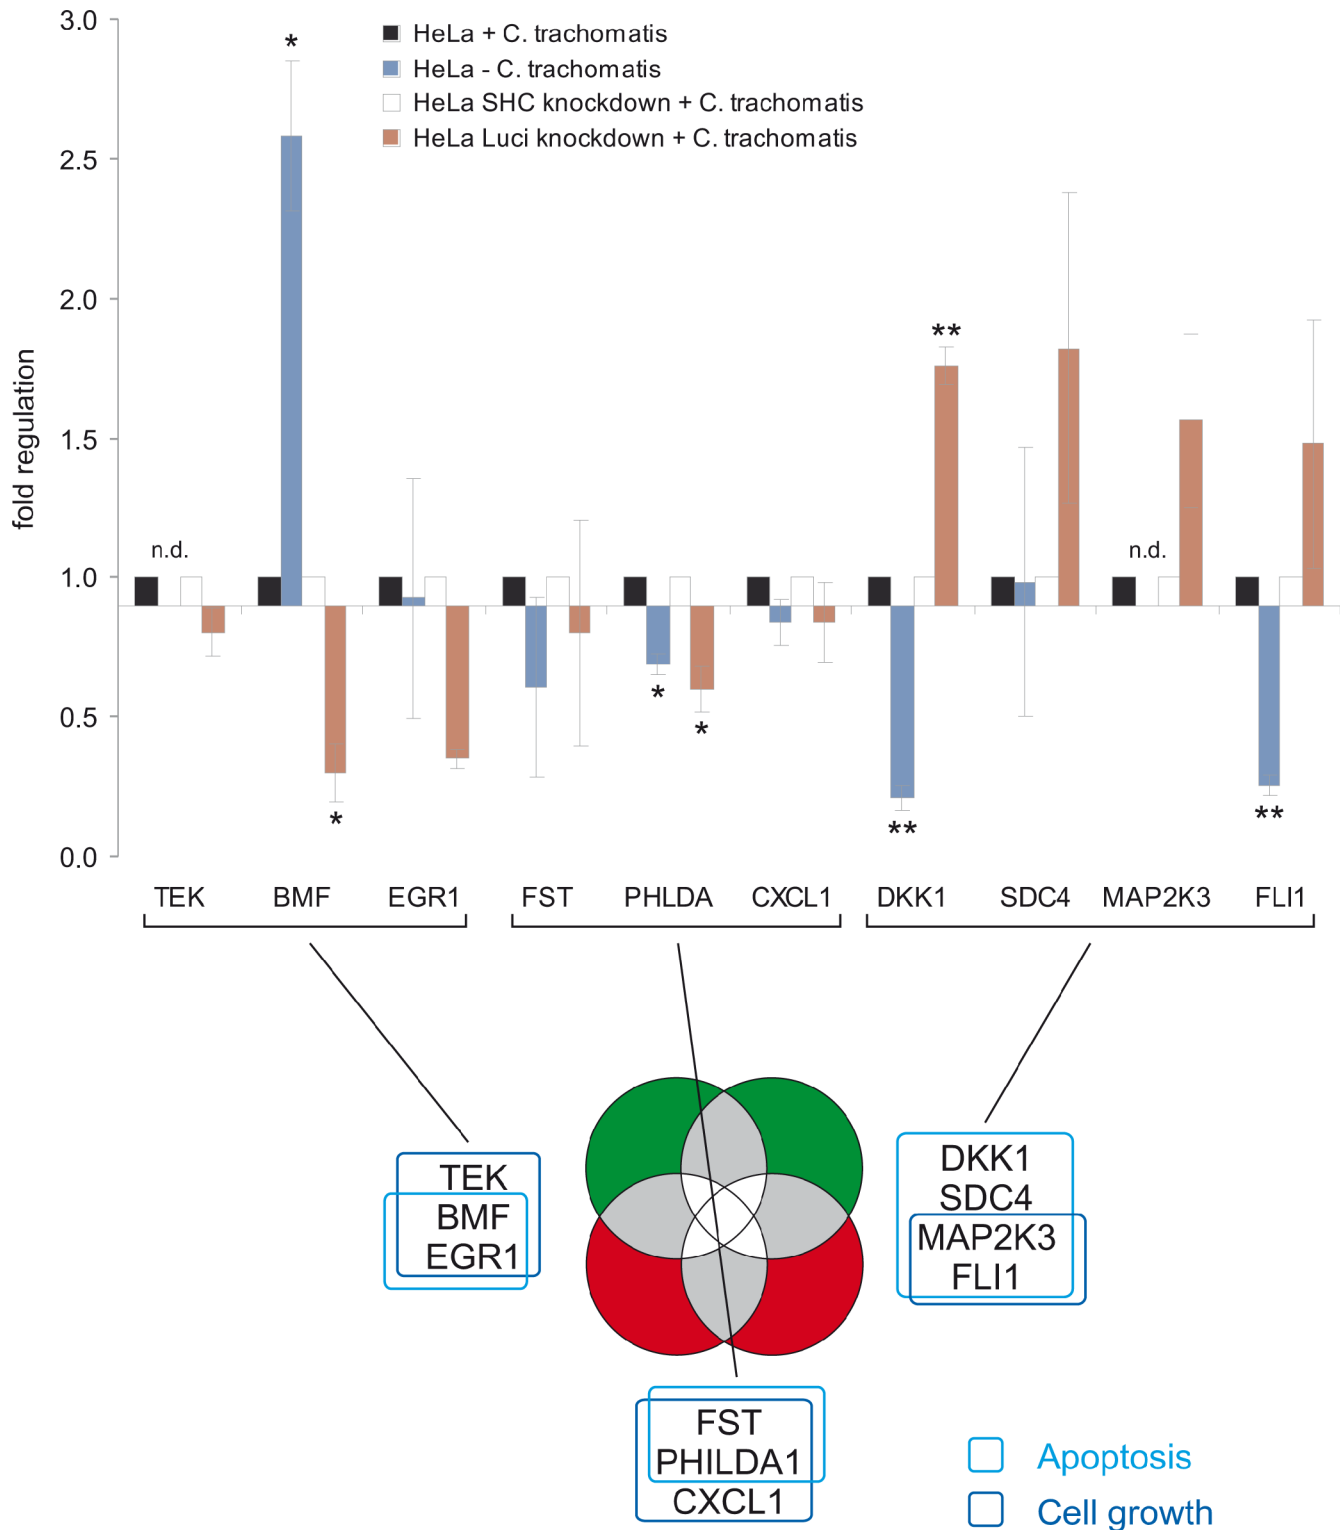 3.0
2.5
2.0
1.5
1.0
0.5
0.0
fold regulation
HeLa + C. trachomatis
HeLa - C. trachomatis
HeLa SHC knockdown + C. trachomatis
HeLa Luci knockdown + C. trachomatis
*
**
n.d.
n.d.
*
*
*
**
**
TEK BMF EGR1 FST PHLDA CXCL1 DKK1 SDC4 MAP2K3 FLI1
TEK
BMF
EGR1
DKK1
SDC4
MAP2K3
FLI1
FST
PHILDA1
CXCL1
Apoptosis
Cell growth